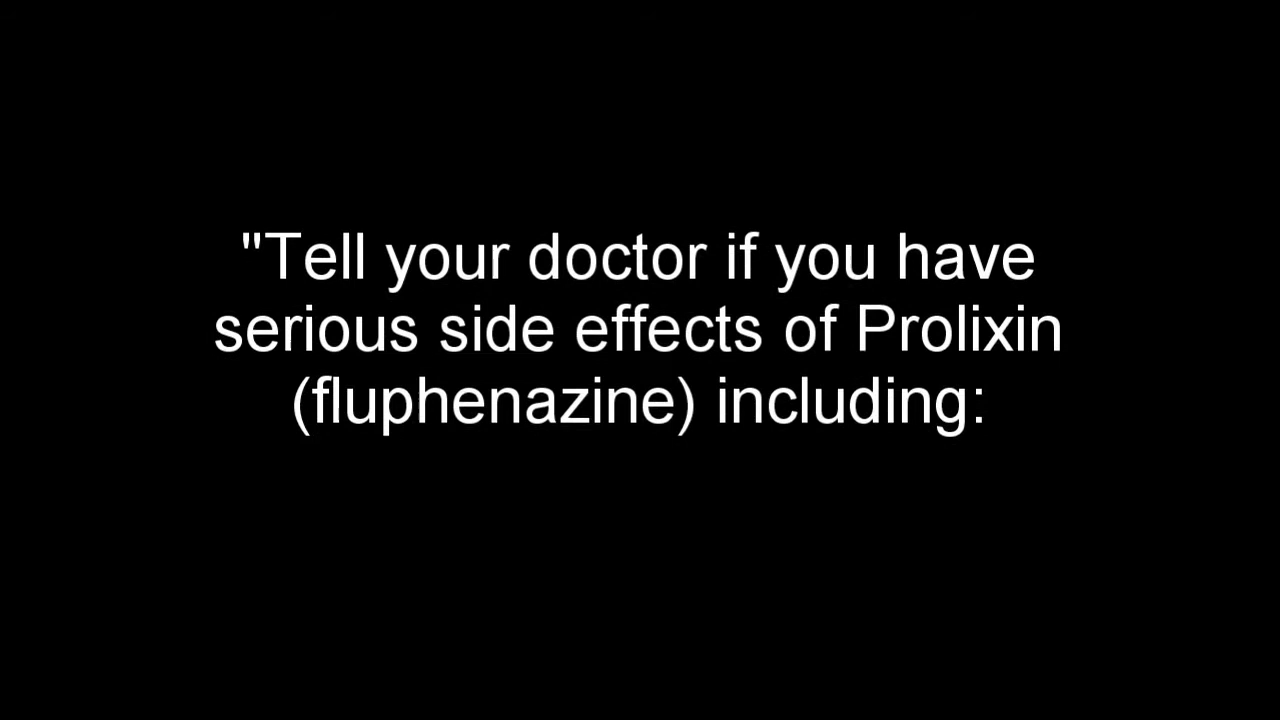 "Tell your doctor if you have
serious side effects of Prolixin
(fluphenazine) including: